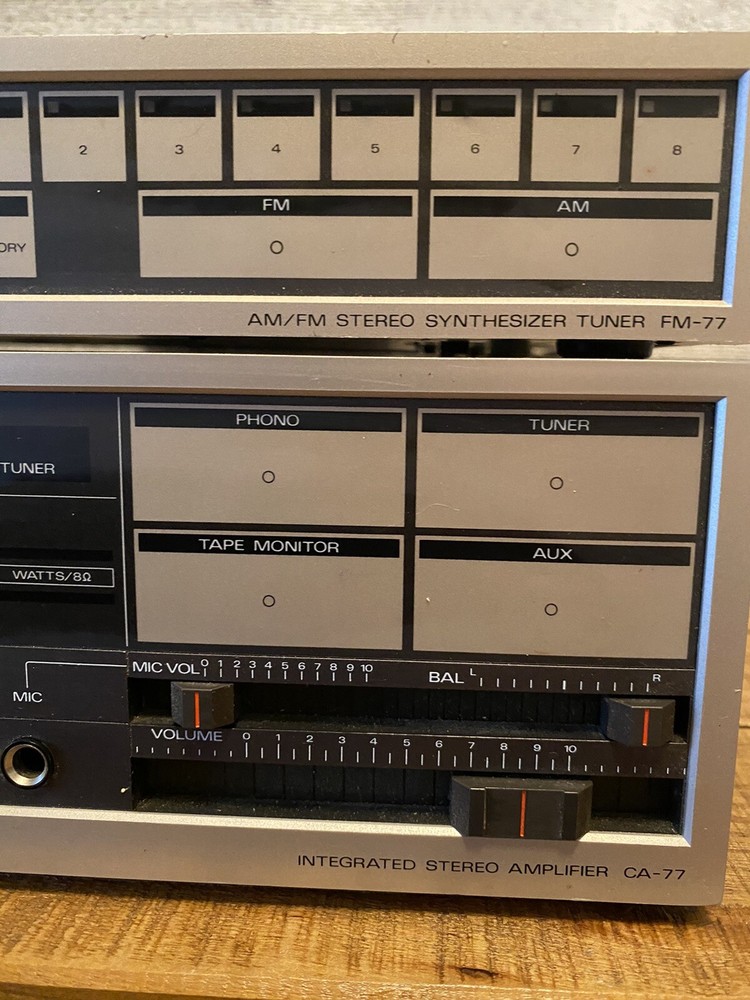 2 3 4 5 6 7 8
FM AM
ORY
AM/FM STEREO SYNTHESIZER TUNER FM-77
PHONO TUNER
TUNER
TAPE MONITOR AUX
WATTS/8Ω
MIC VOL 0 1 2 3 4 5 6 7 8 9 10 BAL L R
MIC
VOLUME 0 1 2 3 4 5 6 7 8 9 10
INTEGRATED STEREO AMPLIFIER CA-77